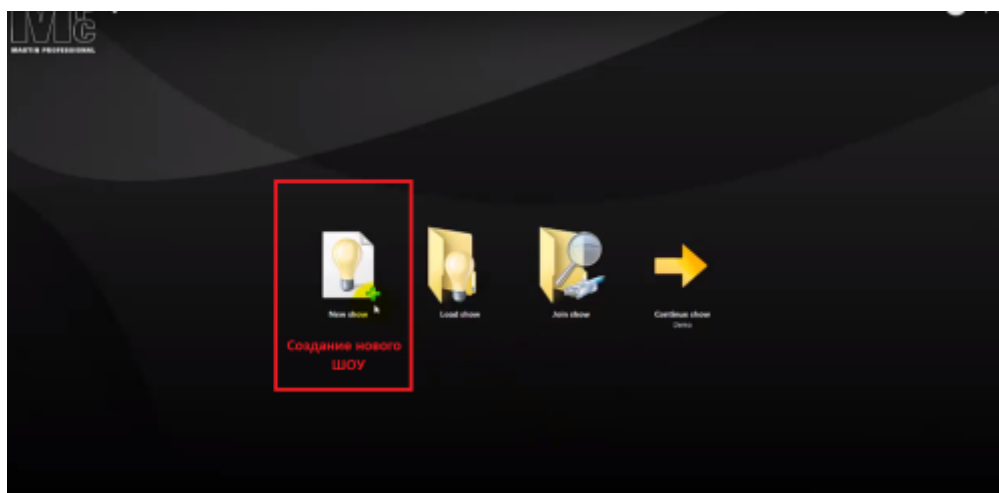 MARTIN PROFESSIONAL
New show
Load show
Join show
Continue show
Demo
Создание нового
ШОУ